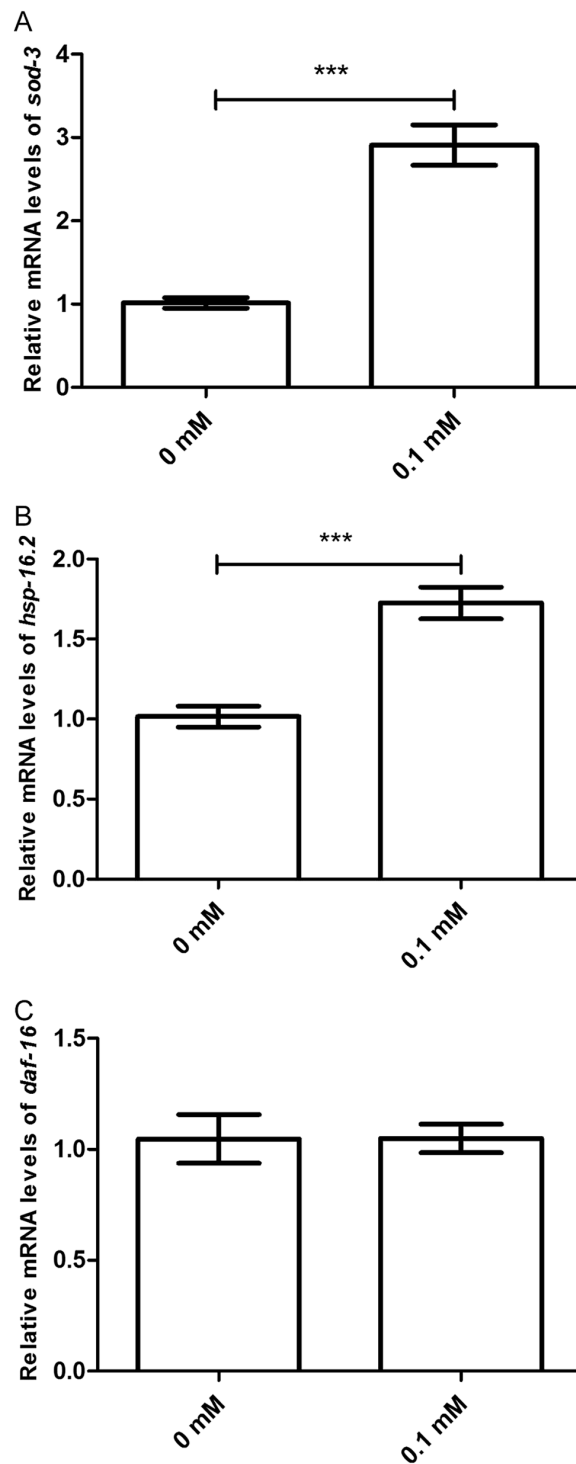 A
Relative mRNA levels of sod-3
4
3
2
1
0
***
0 mM
0.1 mM
B
Relative mRNA levels of hsp-16.2
2.0
1.5
1.0
0.5
0.0
***
0 mM
0.1 mM
C
Relative mRNA levels of daf-16
1.5
1.0
0.5
0.0
0 mM
0.1 mM